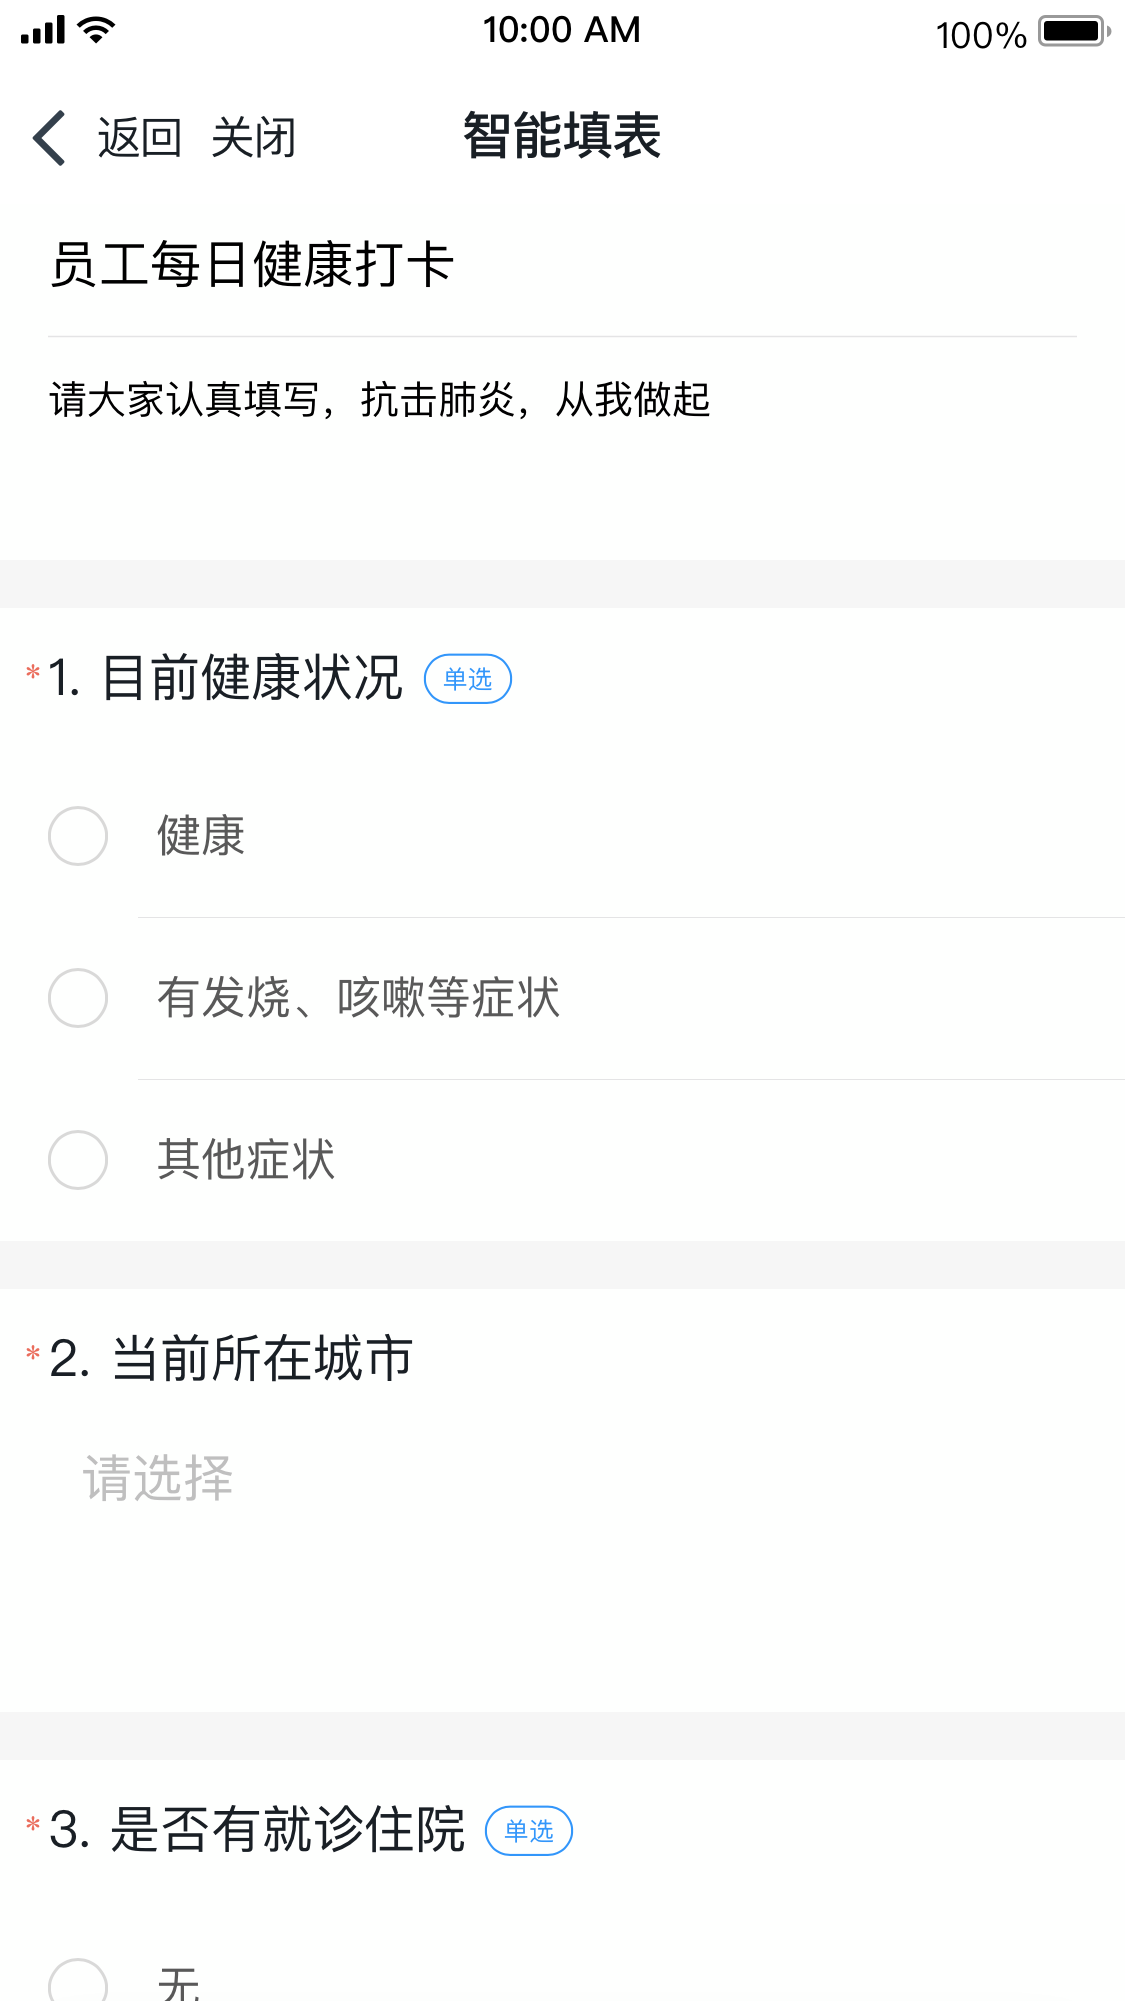 10:00 AM 100%
返回 关闭 智能填表
员工每日健康打卡
请大家认真填写，抗击肺炎，从我做起
*1. 目前健康状况 单选
健康
有发烧、咳嗽等症状
其他症状
*2. 当前所在城市
请选择
*3. 是否有就诊住院 单选
无